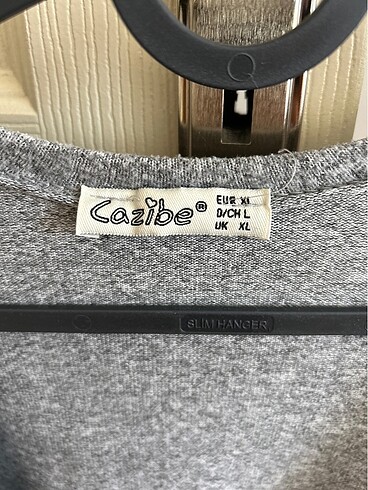 Cazibe®
EUR XL
D/CH L
UK XL
SLIM HANGER